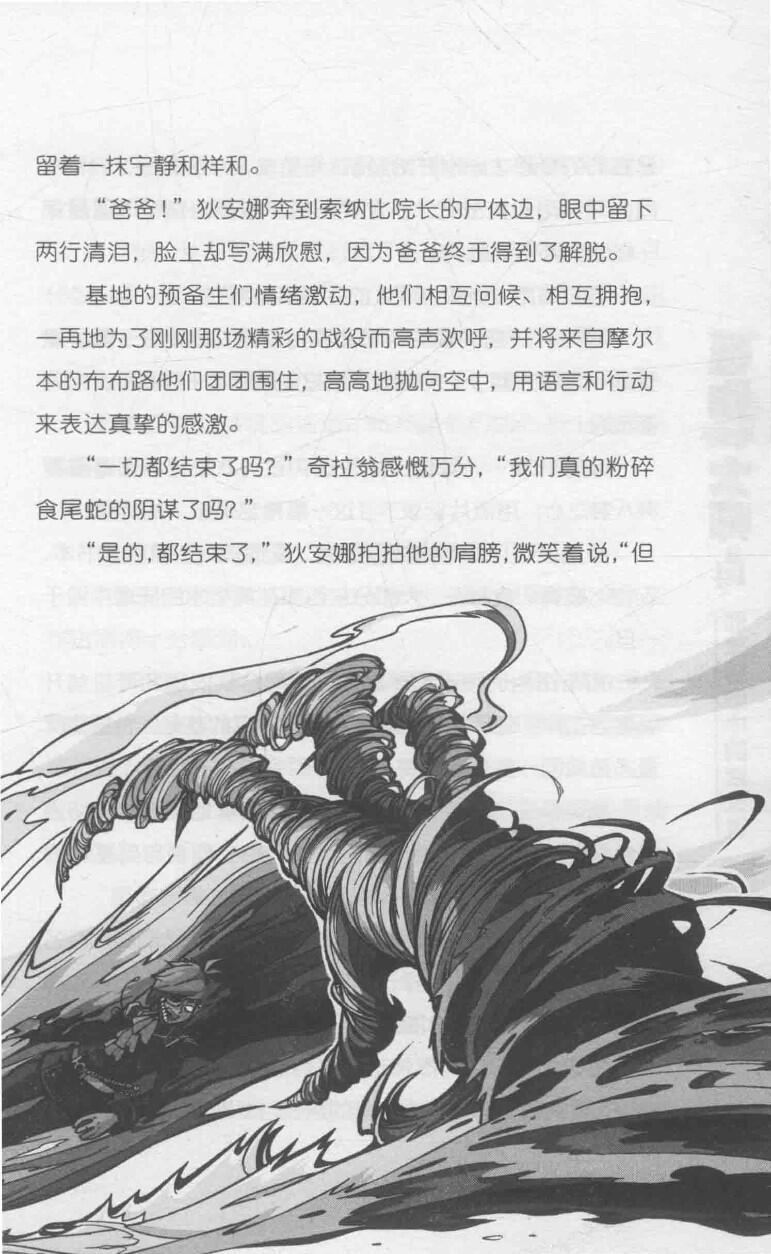 留着一抹宁静和祥和。
“爸爸！”狄安娜奔到索纳比院长的尸体边，眼中留下
两行清泪，脸上却写满欣慰，因为爸爸终于得到了解脱。
基地的预备生们情绪激动，他们相互问候、相互拥抱，
一再地为了刚刚那场精彩的战役而高声欢呼，并将来自摩尔
本的布布路他们团团围住，高高地抛向空中，用语言和行动
来表达真挚的感激。
“一切都结束了吗？”奇拉翁感慨万分，“我们真的粉碎
食尾蛇的阴谋了吗？”
“是的，都结束了，”狄安娜拍拍他的肩膀，微笑着说，“但